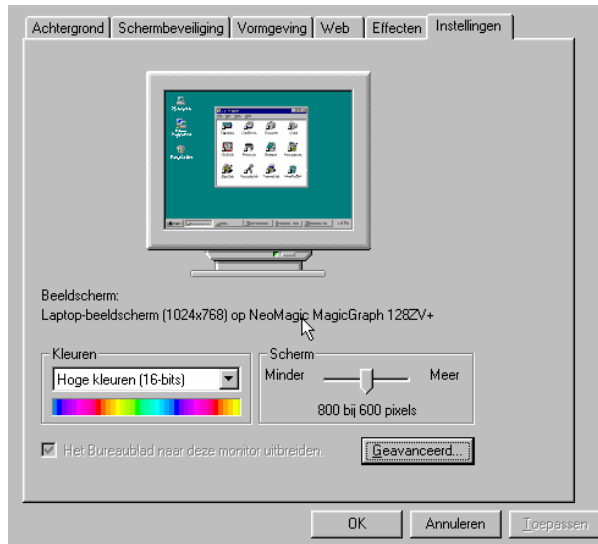 Achtergrond Schermbeveiliging Vormgeving Web Effecten Instellingen
Beeldscherm:
Laptop-beeldscherm (1024x768) op NeoMagic MagicGraph 128ZV+
Kleuren
Hoge kleuren (16-bits)
Scherm
Minder Meer
800 bij 600 pixels
Het Bureaublad naar deze monitor uitbreiden.
Geavanceerd...
OK Annuleren Toepassen